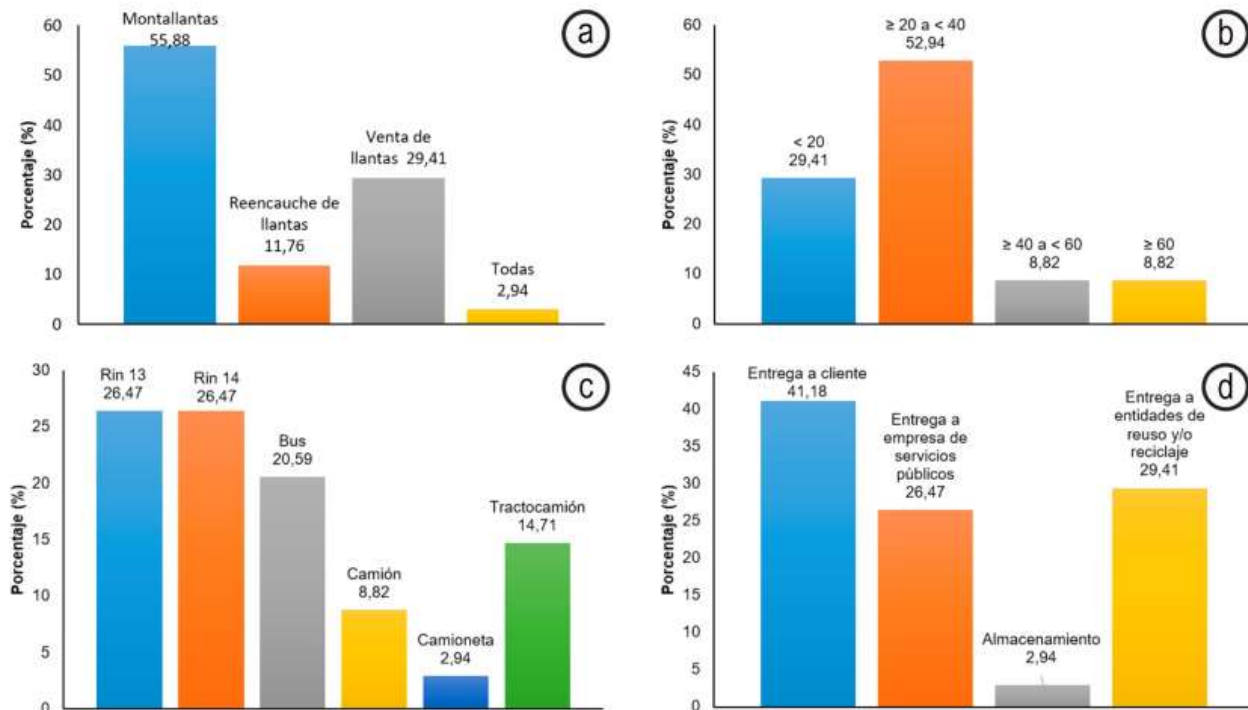 a
Porcentaje (%)
60
50
40
30
20
10
0
Montallantas
55,88
Reencauche de
llantas
11,76
Venta de
llantas 29,41
Todas
2,94
b
Porcentaje (%)
60
50
40
30
20
10
0
< 20
29,41
≥ 20 a < 40
52,94
≥ 40 a < 60
8,82
≥ 60
8,82
c
Porcentaje (%)
30
25
20
15
10
5
0
Rin 13
26,47
Rin 14
26,47
Bus
20,59
Camión
8,82
Camioneta
2,94
Tractocamión
14,71
d
Porcentaje (%)
45
40
35
30
25
20
15
10
5
0
Entrega a cliente
41,18
Entrega a
empresa de
servicios
públicos
26,47
Almacenamiento
2,94
Entrega a
entidades de
reuso y/o
reciclaje
29,41